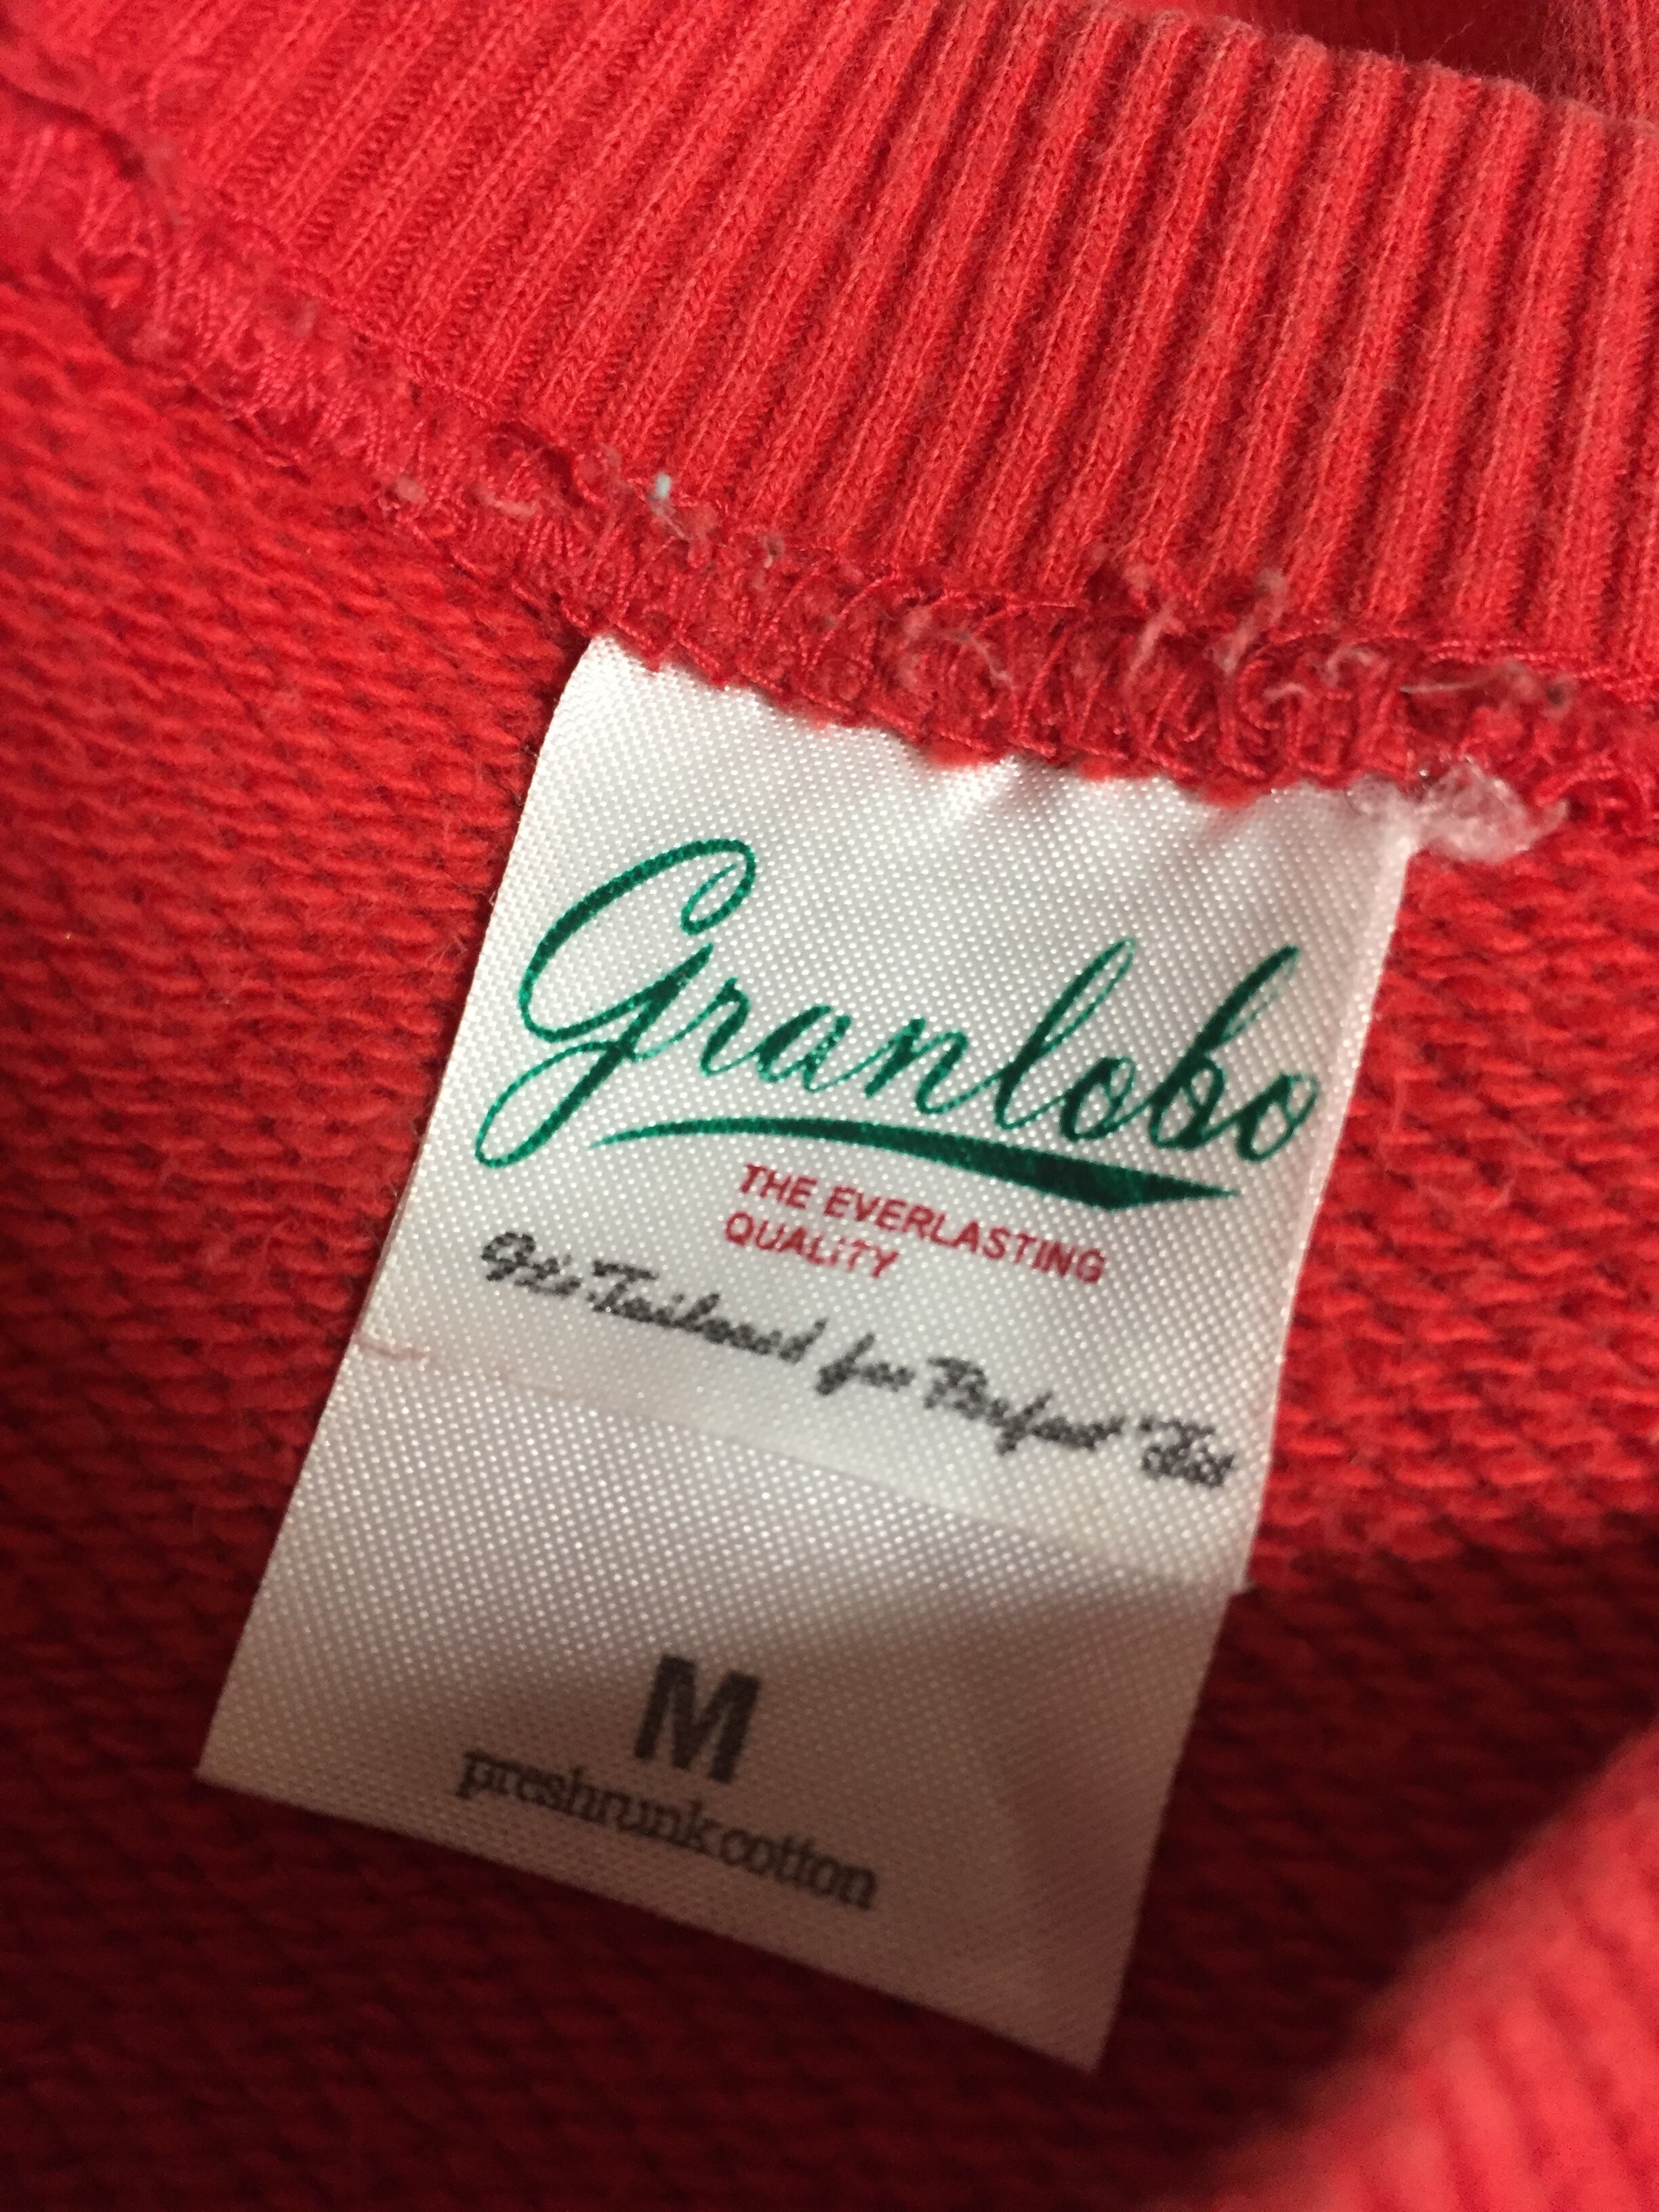 Granlobo
THE EVERLASTING
QUALiTY
It's Tailored for Perfect Fit
M
preshrunk cotton